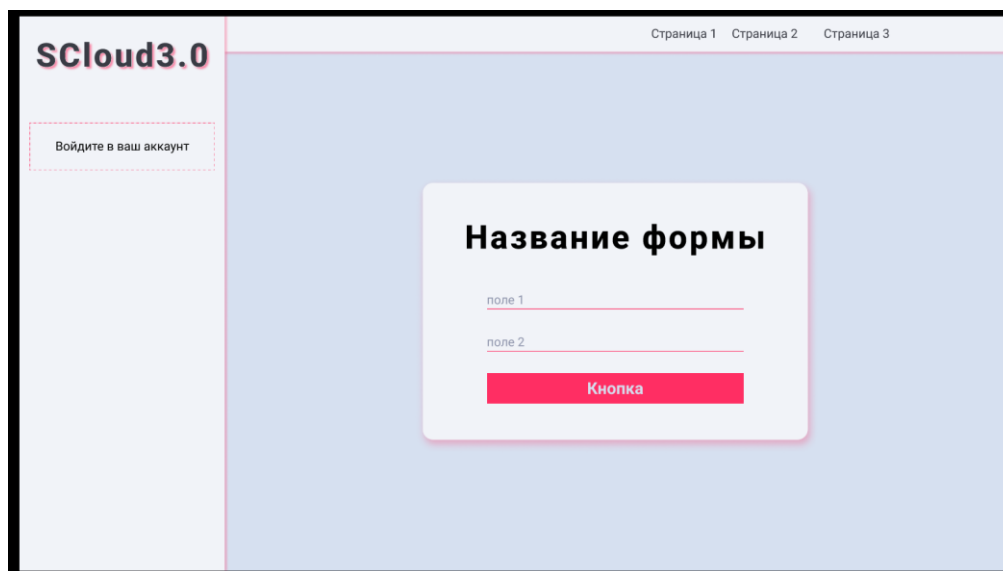 SCloud3.0
Страница 1 Страница 2 Страница 3
Войдите в ваш аккаунт
Название формы
поле 1
поле 2
Кнопка